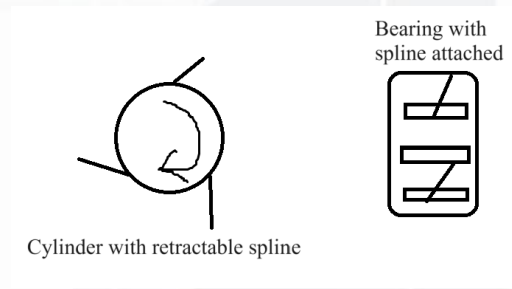 Bearing with
spline attached
Cylinder with retractable spline